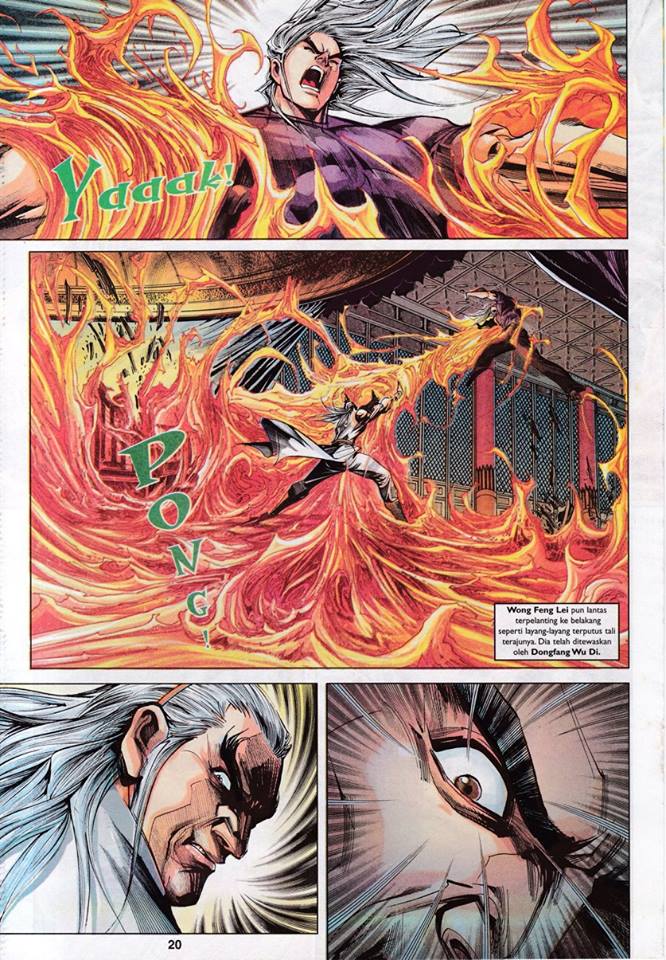 Yaaak!
PONG!
Wong Feng Lei pun lantas
terpelanting ke belakang
seperti layang-layang terputus tali
terajunya. Dia telah ditewaskan
oleh Dongfang Wu Di.
20